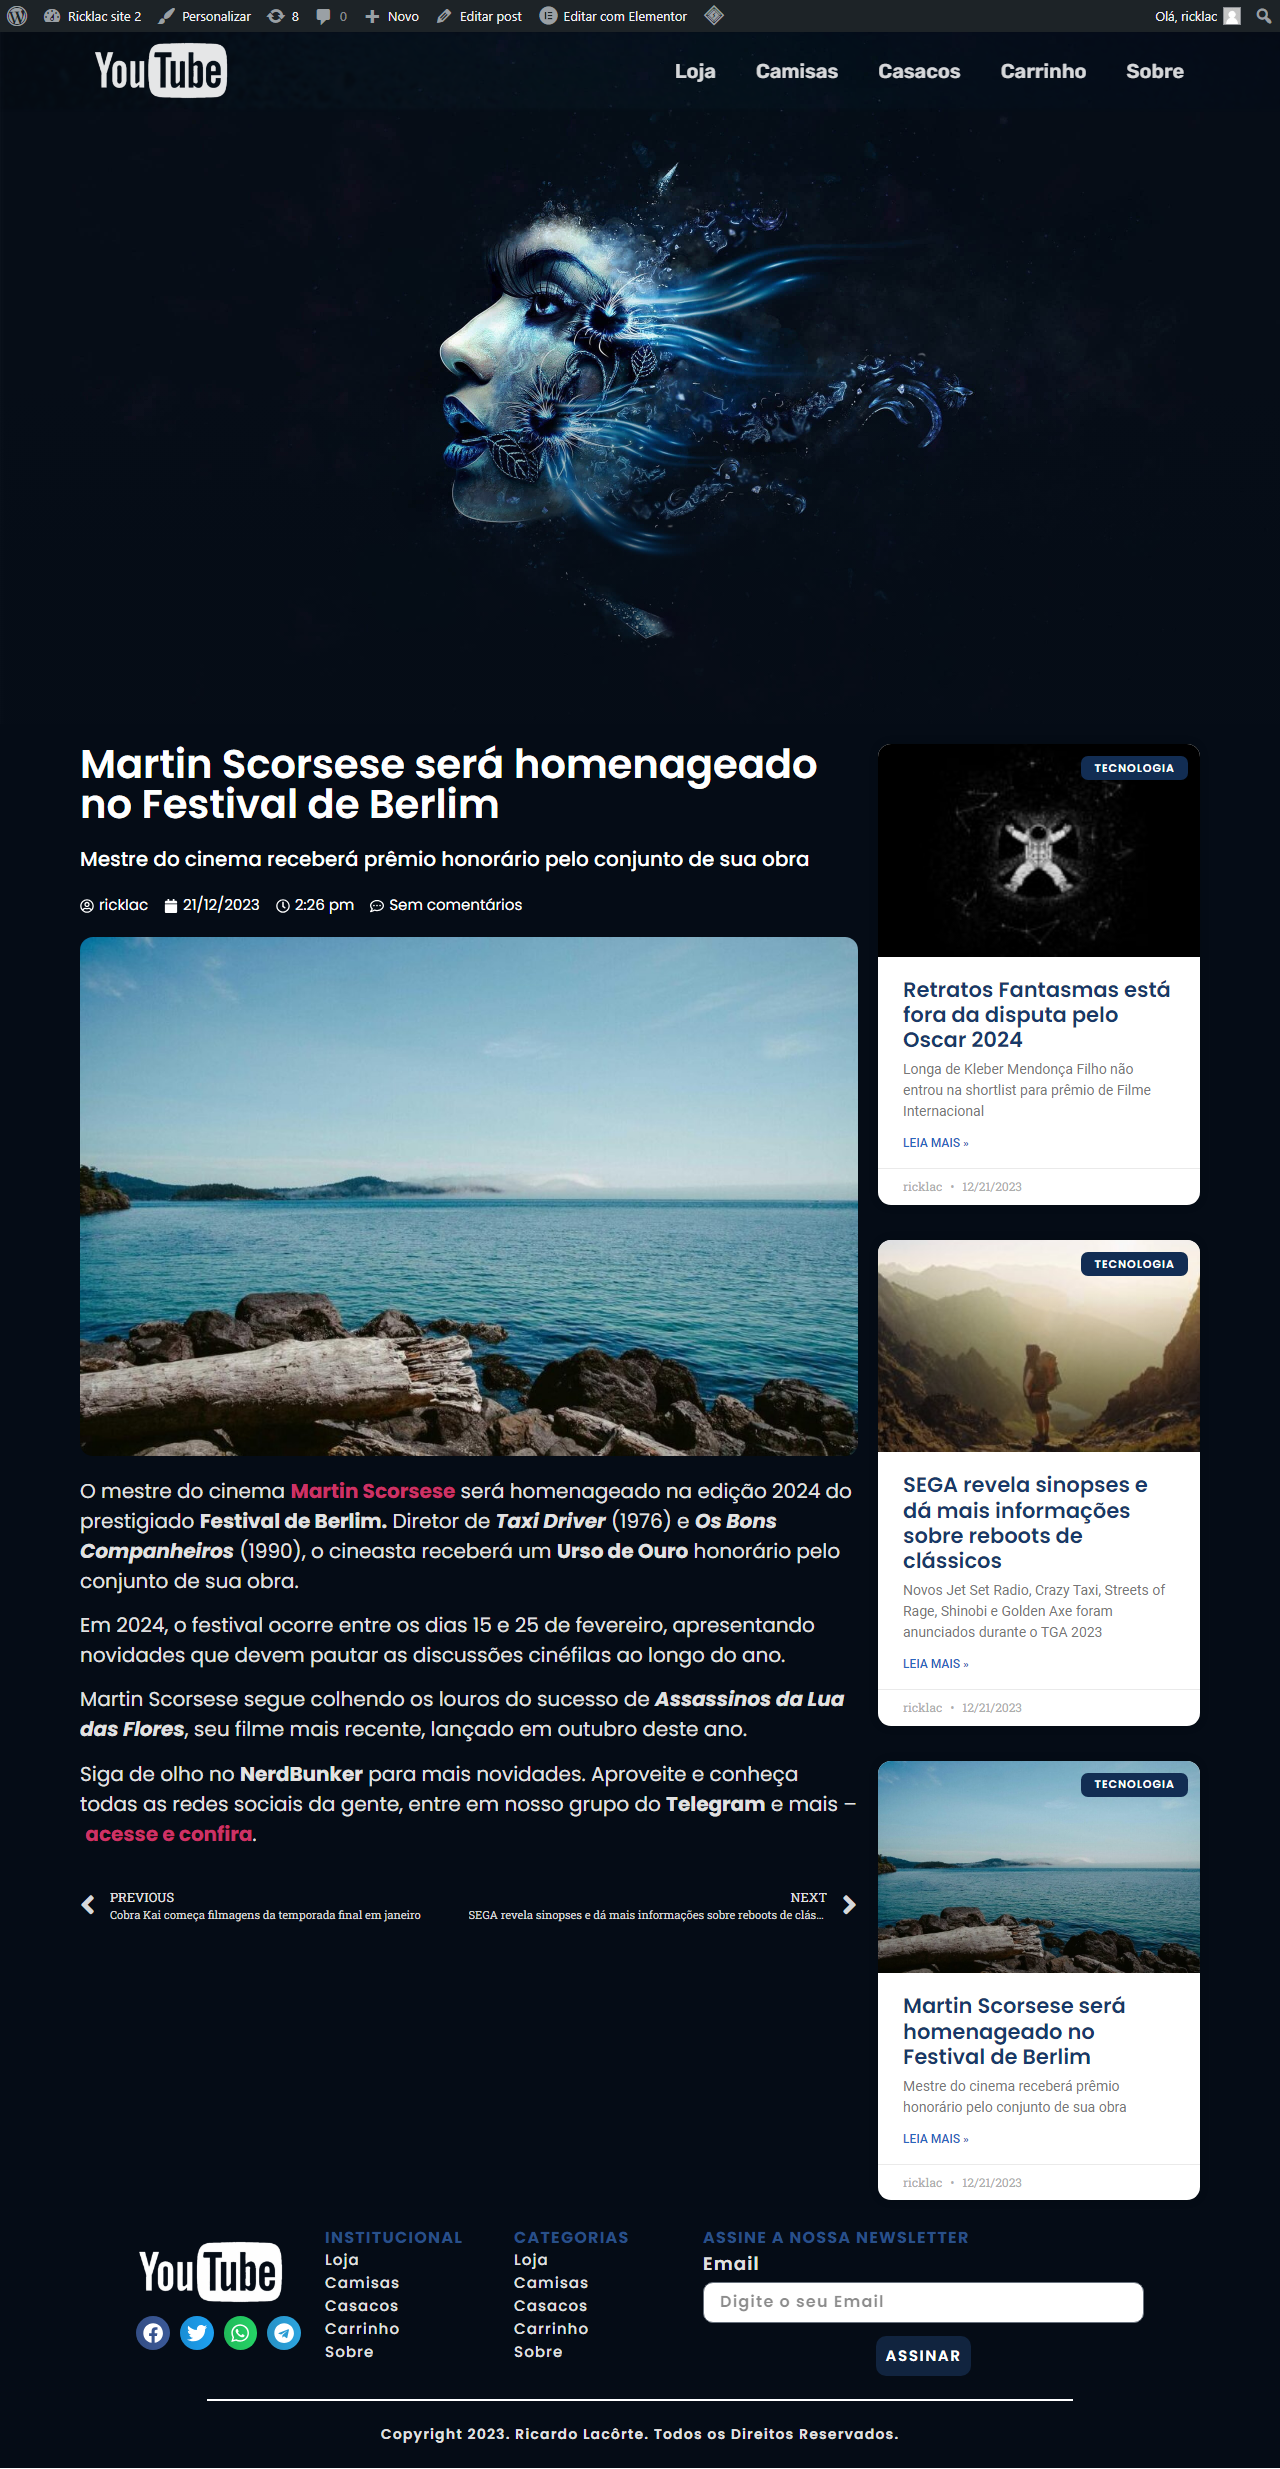 Ricklac site 2 Personalizar 8 0 Novo Editar post Editar com Elementor Olá, ricklac
YouTube Loja Camisas Casacos Carrinho Sobre
Martin Scorsese será homenageado
no Festival de Berlim
Mestre do cinema receberá prêmio honorário pelo conjunto de sua obra
ricklac 21/12/2023 2:26 pm Sem comentários
O mestre do cinema Martin Scorsese será homenageado na edição 2024 do
prestigiado Festival de Berlim. Diretor de Taxi Driver (1976) e Os Bons
Companheiros (1990), o cineasta receberá um Urso de Ouro honorário pelo
conjunto de sua obra.
Em 2024, o festival ocorre entre os dias 15 e 25 de fevereiro, apresentando
novidades que devem pautar as discussões cinéfilas ao longo do ano.
Martin Scorsese segue colhendo os louros do sucesso de Assassinos da Lua
das Flores, seu filme mais recente, lançado em outubro deste ano.
Siga de olho no NerdBunker para mais novidades. Aproveite e conheça
todas as redes sociais da gente, entre em nosso grupo do Telegram e mais –
acesse e confira.
PREVIOUS
Cobra Kai começa filmagens da temporada final em janeiro
NEXT
SEGA revela sinopses e dá mais informações sobre reboots de clás...
TECNOLOGIA
Retratos Fantasmas está
fora da disputa pelo
Oscar 2024
Longa de Kleber Mendonça Filho não
entrou na shortlist para prêmio de Filme
Internacional
LEIA MAIS »
ricklac • 12/21/2023
TECNOLOGIA
SEGA revela sinopses e
dá mais informações
sobre reboots de
clássicos
Novos Jet Set Radio, Crazy Taxi, Streets of
Rage, Shinobi e Golden Axe foram
anunciados durante o TGA 2023
LEIA MAIS »
ricklac • 12/21/2023
TECNOLOGIA
Martin Scorsese será
homenageado no
Festival de Berlim
Mestre do cinema receberá prêmio
honorário pelo conjunto de sua obra
LEIA MAIS »
ricklac • 12/21/2023
YouTube
INSTITUCIONAL
Loja
Camisas
Casacos
Carrinho
Sobre
CATEGORIAS
Loja
Camisas
Casacos
Carrinho
Sobre
ASSINE A NOSSA NEWSLETTER
Email
Digite o seu Email
ASSINAR
Copyright 2023. Ricardo Lacôrte. Todos os Direitos Reservados.